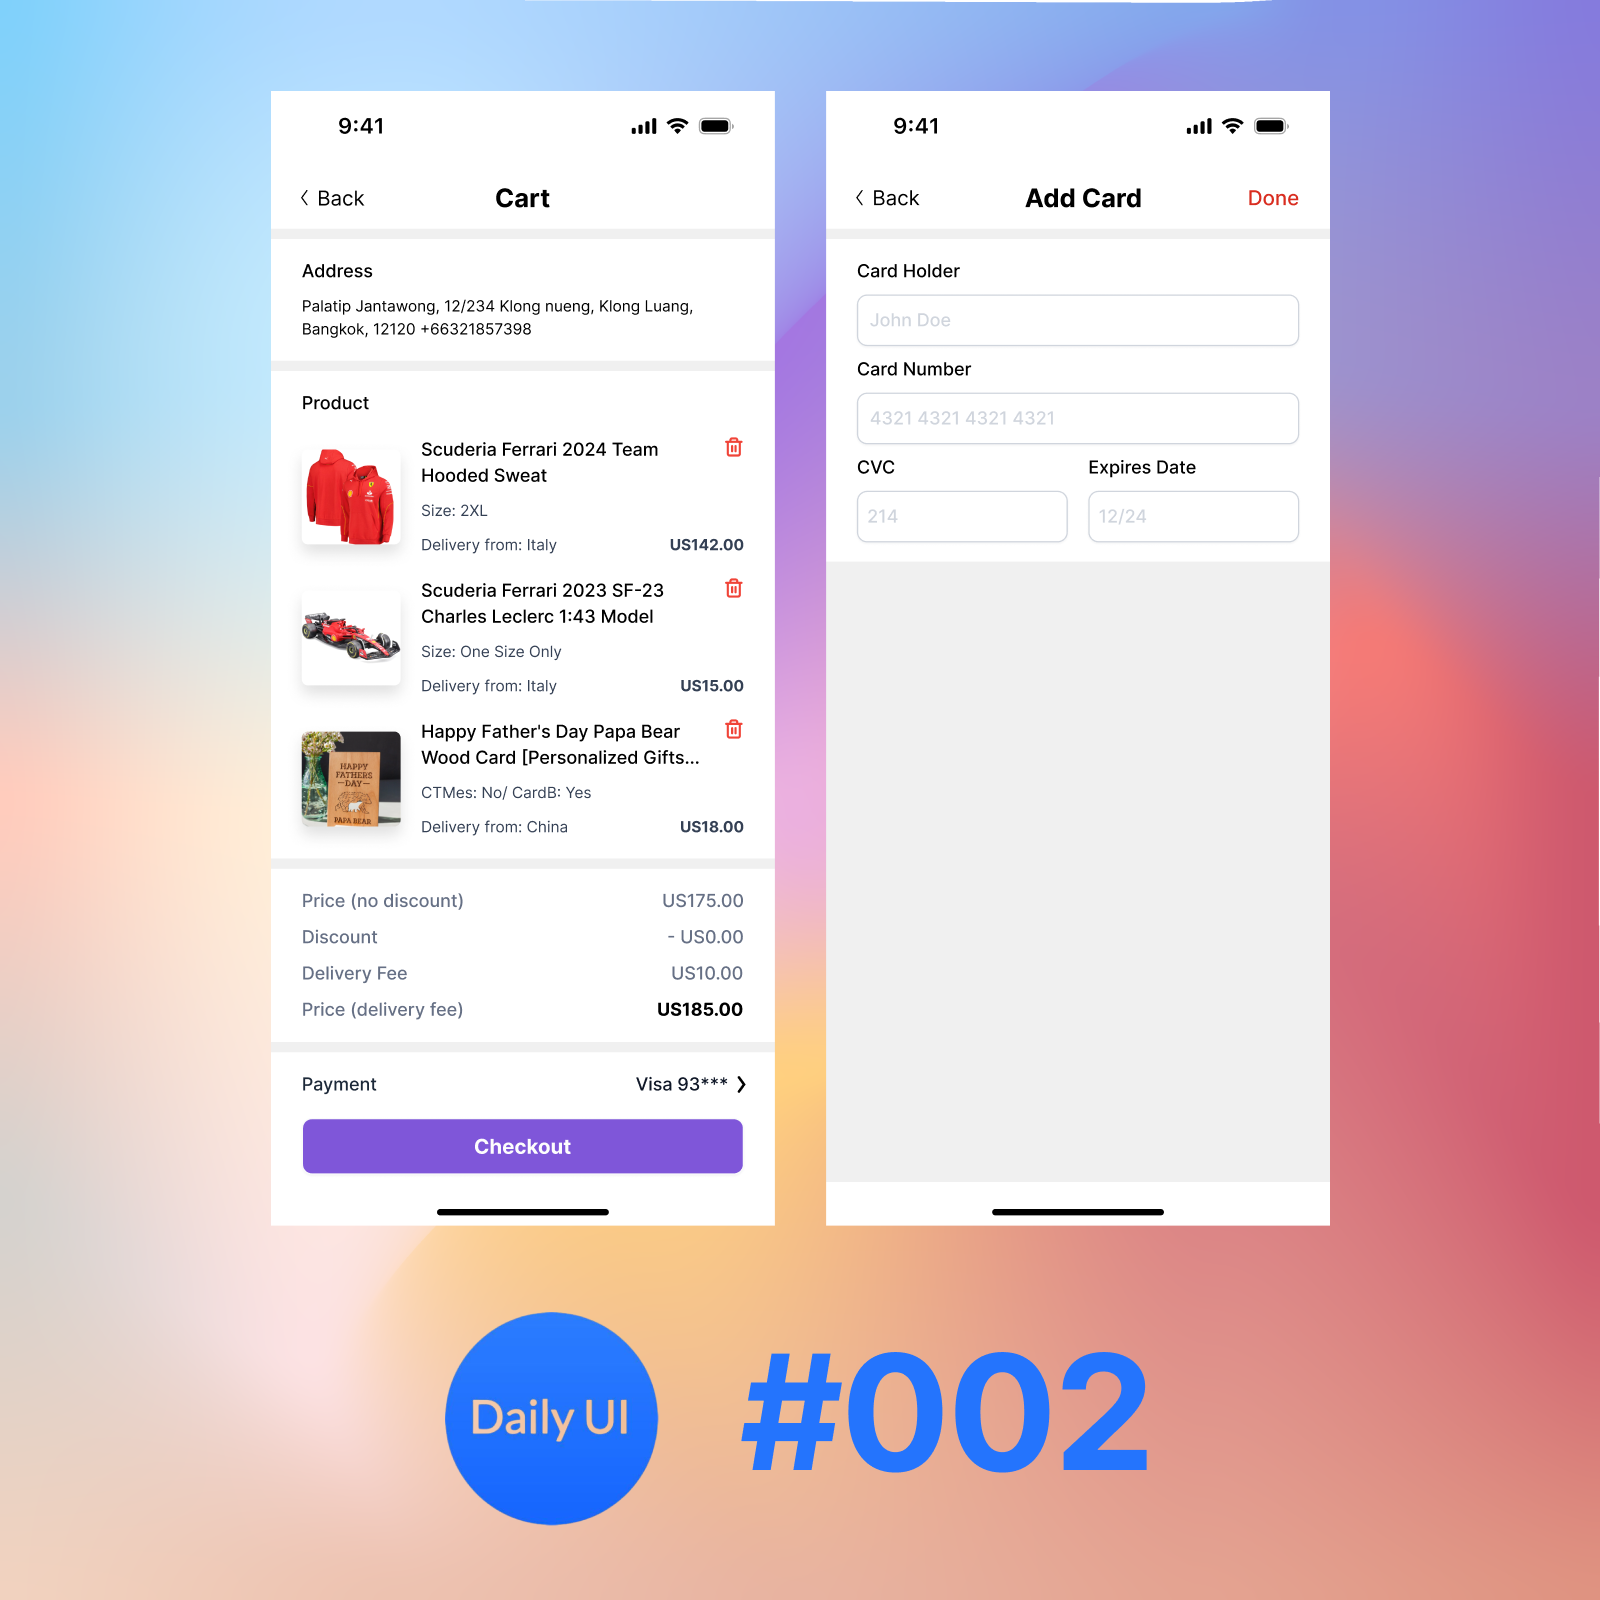 9:41
Back
Cart
Address
Palatip Jantawong, 12/234 Klong nueng, Klong Luang,
Bangkok, 12120 +66321857398
Product
Scuderia Ferrari 2024 Team
Hooded Sweat
Size: 2XL
Delivery from: Italy US142.00
Scuderia Ferrari 2023 SF-23
Charles Leclerc 1:43 Model
Size: One Size Only
Delivery from: Italy US15.00
HAPPY
FATHERS
DAY
PAPA BEAR
Happy Father's Day Papa Bear
Wood Card [Personalized Gifts...
CTMes: No/ CardB: Yes
Delivery from: China US18.00
Price (no discount) US175.00
Discount - US0.00
Delivery Fee US10.00
Price (delivery fee) US185.00
Payment Visa 93***
Checkout
9:41
Back
Add Card
Done
Card Holder
John Doe
Card Number
4321 4321 4321 4321
CVC Expires Date
214 12/24
Daily UI
#002